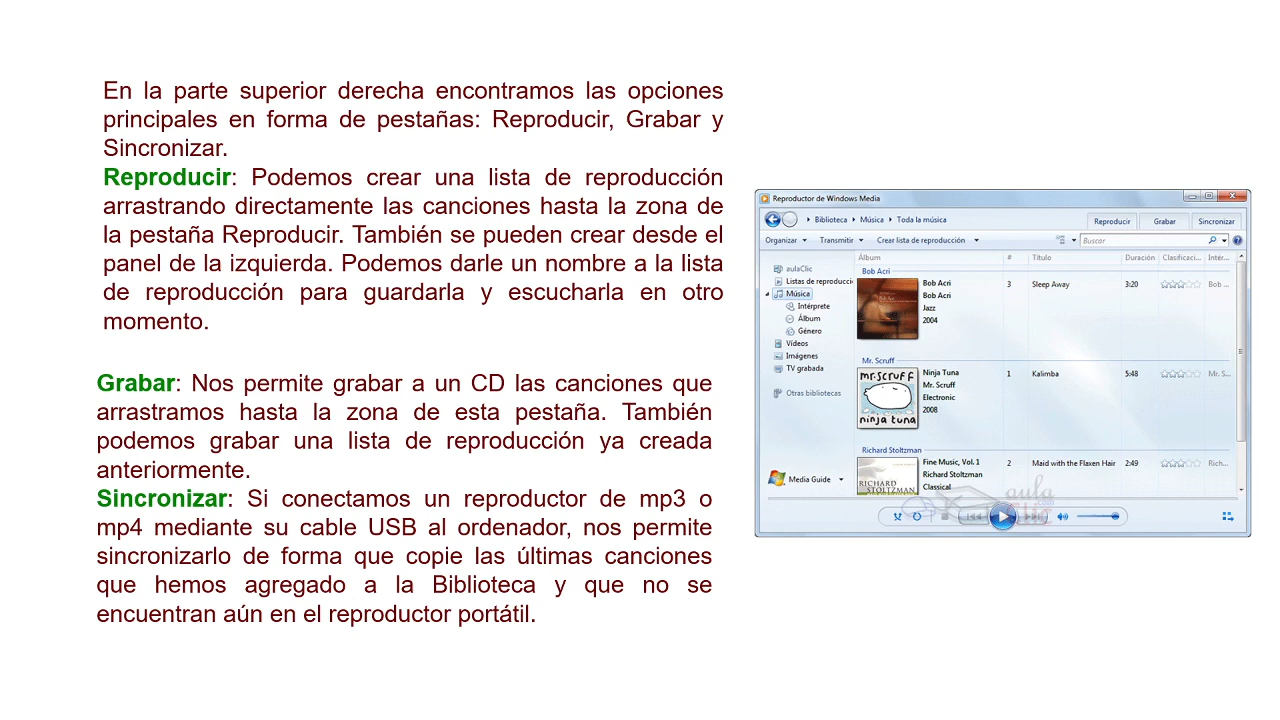 En la parte superior derecha encontramos las opciones
principales en forma de pestañas: Reproducir, Grabar y
Sincronizar.
Reproducir: Podemos crear una lista de reproducción
arrastrando directamente las canciones hasta la zona de
la pestaña Reproducir. También se pueden crear desde el
panel de la izquierda. Podemos darle un nombre a la lista
de reproducción para guardarla y escucharla en otro
momento.
Grabar: Nos permite grabar a un CD las canciones que
arrastramos hasta la zona de esta pestaña. También
podemos grabar una lista de reproducción ya creada
anteriormente.
Sincronizar: Si conectamos un reproductor de mp3 o
mp4 mediante su cable USB al ordenador, nos permite
sincronizarlo de forma que copie las últimas canciones
que hemos agregado a la Biblioteca y que no se
encuentran aún en el reproductor portátil.
Reproductor de Windows Media
Biblioteca Música Toda la música
Reproducir Grabar Sincronizar
Organizar Transmitir Crear lista de reproducción Buscar
Álbum # Título Duración Clasificaci... Intér...
aulaClic
Listas de reproducci
Música
Intérprete
Álbum
Género
Vídeos
Imágenes
TV grabada
Otras bibliotecas
Media Guide
Bob Acri
Bob Acri 3 Sleep Away 3:20 Bob ...
Bob Acri
Jazz
2004
Mr. Scruff
mr.scruff
ninja tuna
Ninja Tuna 1 Kalimba 5:48 Mr. S...
Mr. Scruff
Electronic
2008
Richard Stoltzman
RICHARD
STOLTZMAN
Fine Music, Vol. 1 2 Maid with the Flaxen Hair 2:49 Rich...
Richard Stoltzman
Classical
aula
.com
Clic